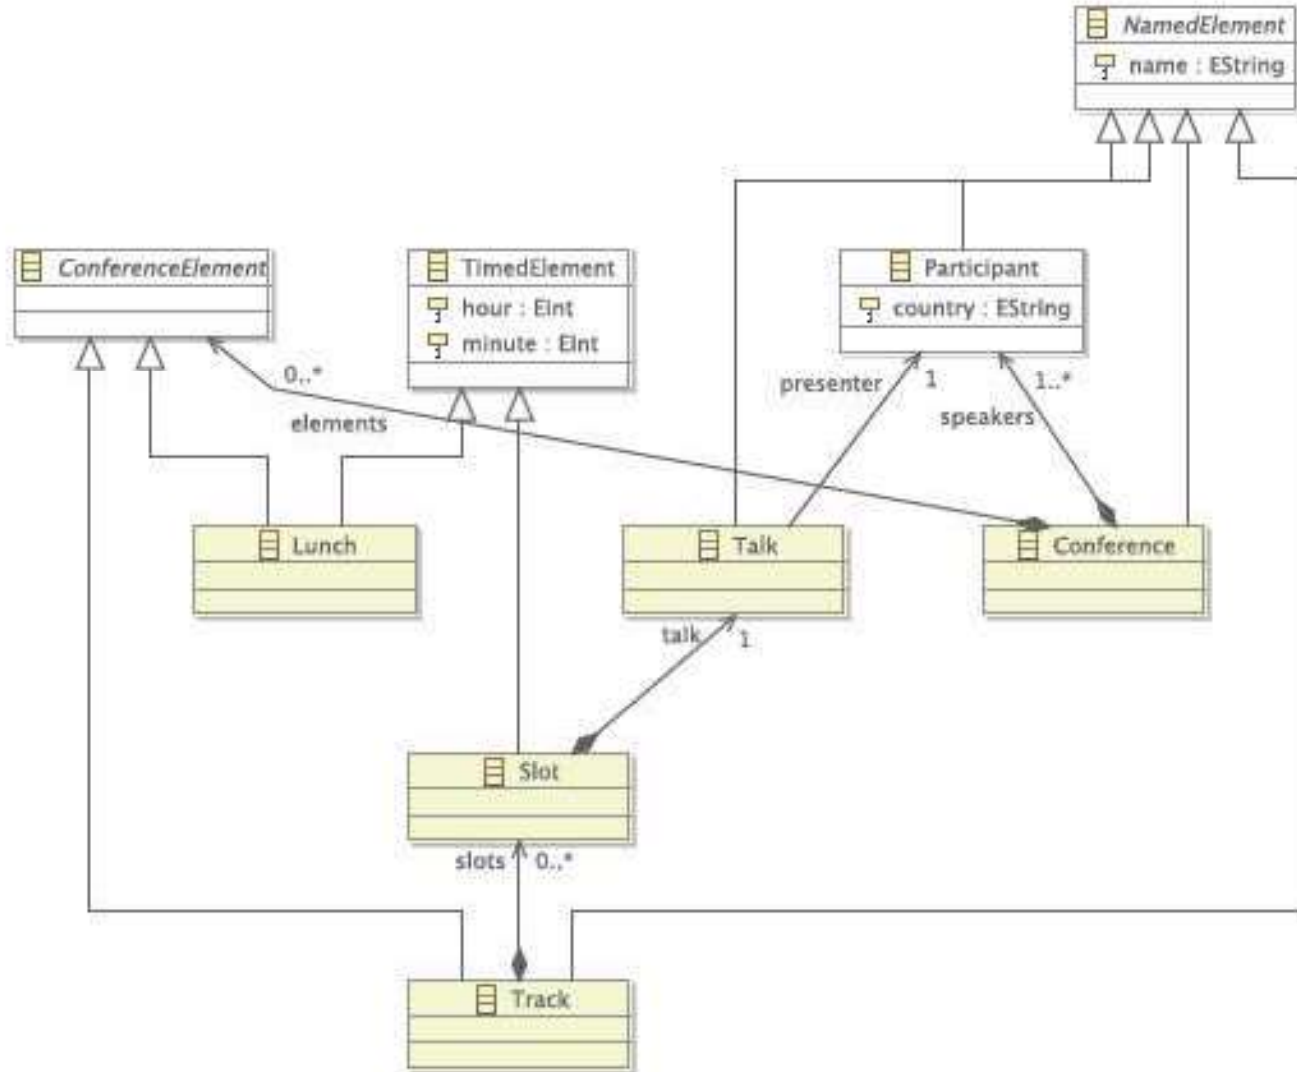 NamedElement
name : EString
ConferenceElement
TimedElement
hour : EInt
minute : EInt
Participant
country : EString
0..*
elements
presenter
1
1..*
speakers
Lunch
Talk
Conference
talk
1
Slot
slots
0..*
Track